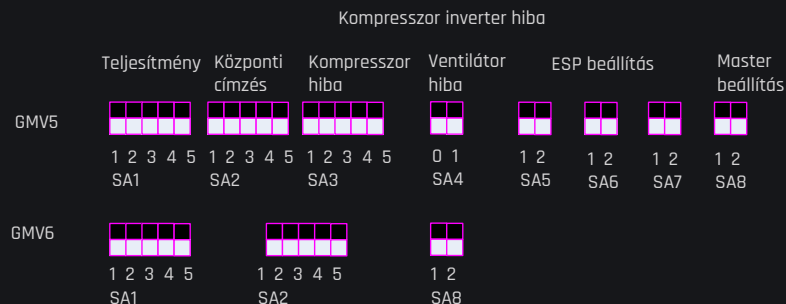 Kompresszor inverter hiba
Teljesítmény Központi címzés Kompresszor hiba Ventilátor hiba ESP beállítás Master beállítás
GMV5
1 2 3 4 5 1 2 3 4 5 1 2 3 4 5 0 1 1 2 1 2 1 2 1 2
SA1 SA2 SA3 SA4 SA5 SA6 SA7 SA8
GMV6
1 2 3 4 5 1 2 3 4 5 1 2
SA1 SA2 SA8